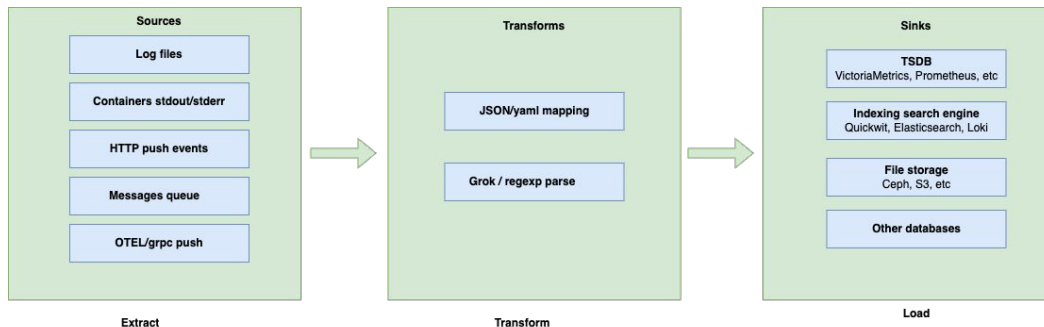 Sources
Log files
Containers stdout/stderr
HTTP push events
Messages queue
OTEL/grpc push
Extract
Transforms
JSON/yaml mapping
Grok / regexp parse
Transform
Sinks
TSDB
VictoriaMetrics, Prometheus, etc
Indexing search engine
Quickwit, Elasticsearch, Loki
File storage
Ceph, S3, etc
Other databases
Load